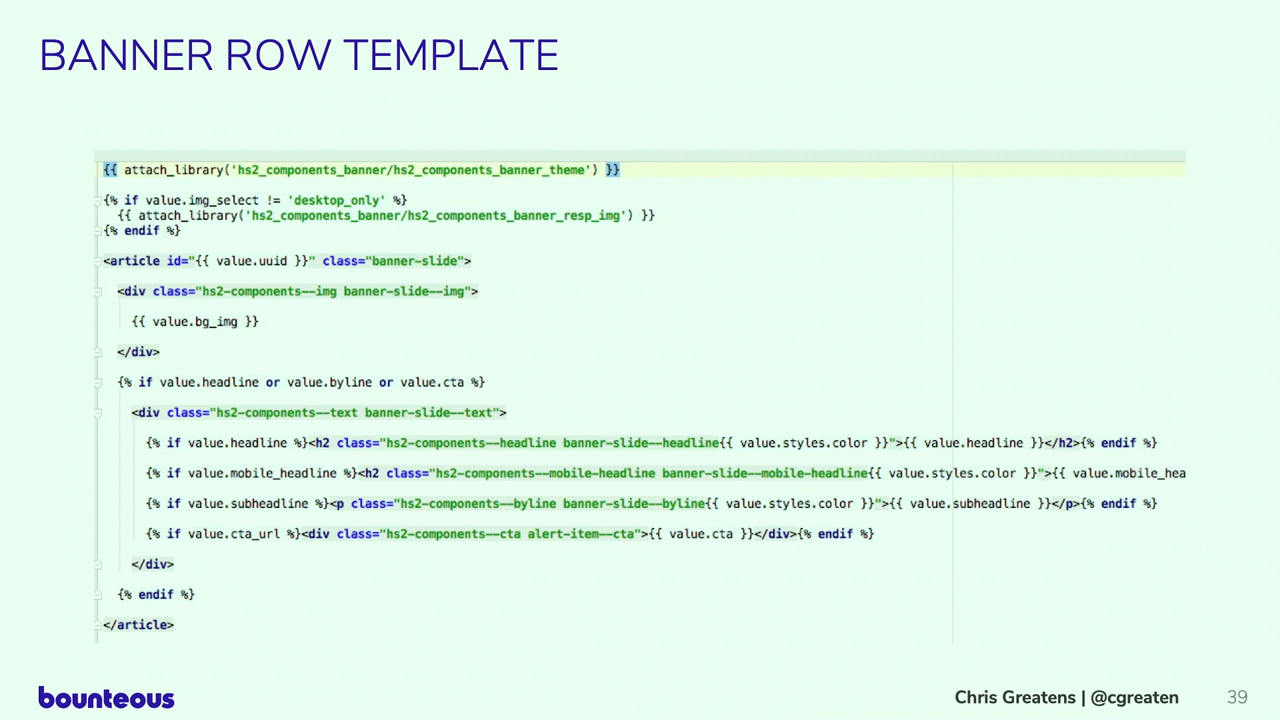 BANNER ROW TEMPLATE
{{ attach_library('hs2_components_banner/hs2_components_banner_theme') }}
{% if value.img_select != 'desktop_only' %}
{{ attach_library('hs2_components_banner/hs2_components_banner_resp_img') }}
{% endif %}
<article id="{{ value.uuid }}" class="banner-slide">
<div class="hs2-components--img banner-slide--img">
{{ value.bg_img }}
</div>
{% if value.headline or value.byline or value.cta %}
<div class="hs2-components--text banner-slide--text">
{% if value.headline %}<h2 class="hs2-components--headline banner-slide--headline{{ value.styles.color }}">{{ value.headline }}</h2>{% endif %}
{% if value.mobile_headline %}<h2 class="hs2-components--mobile-headline banner-slide--mobile-headline{{ value.styles.color }}">{{ value.mobile_hea
{% if value.subheadline %}<p class="hs2-components--byline banner-slide--byline{{ value.styles.color }}">{{ value.subheadline }}</p>{% endif %}
{% if value.cta_url %}<div class="hs2-components--cta alert-item--cta">{{ value.cta }}</div>{% endif %}
</div>
{% endif %}
</article>
bounteous
Chris Greatens | @cgreaten
39